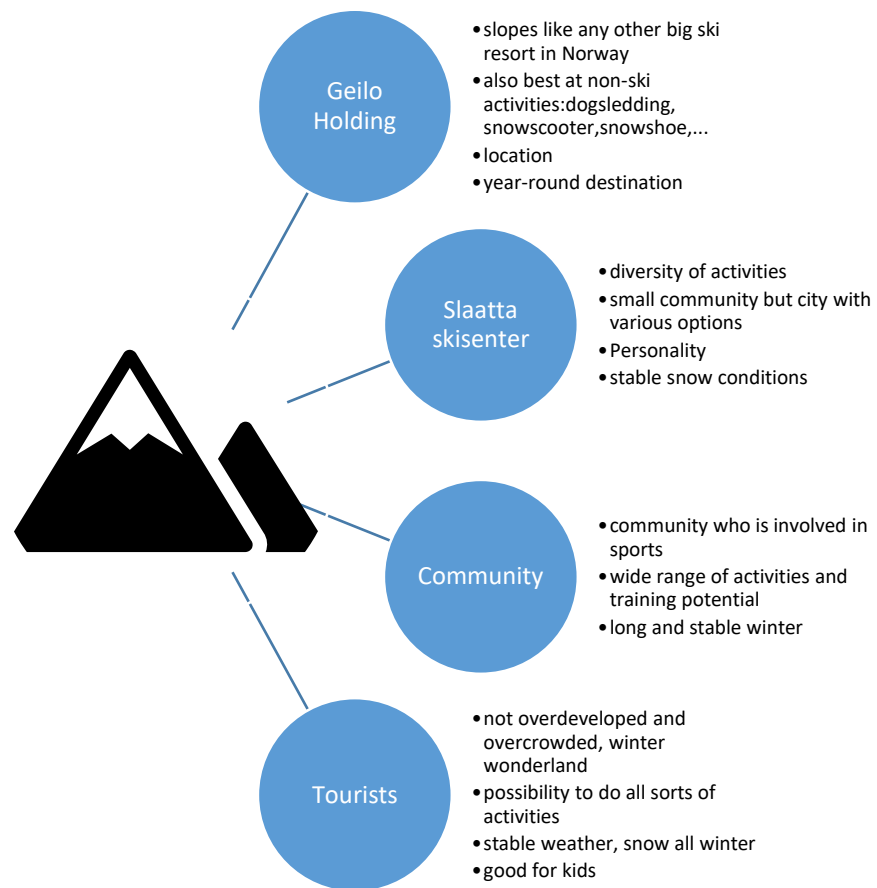 Geilo
Holding
•slopes like any other big ski
resort in Norway
•also best at non-ski
activities:dogsledding,
snowscooter,snowshoe,...
•location
•year-round destination
Slaatta
skisenter
•diversity of activities
•small community but city with
various options
•Personality
•stable snow conditions
Community
•community who is involved in
sports
•wide range of activities and
training potential
•long and stable winter
Tourists
•not overdeveloped and
overcrowded, winter
wonderland
•possibility to do all sorts of
activities
•stable weather, snow all winter
•good for kids